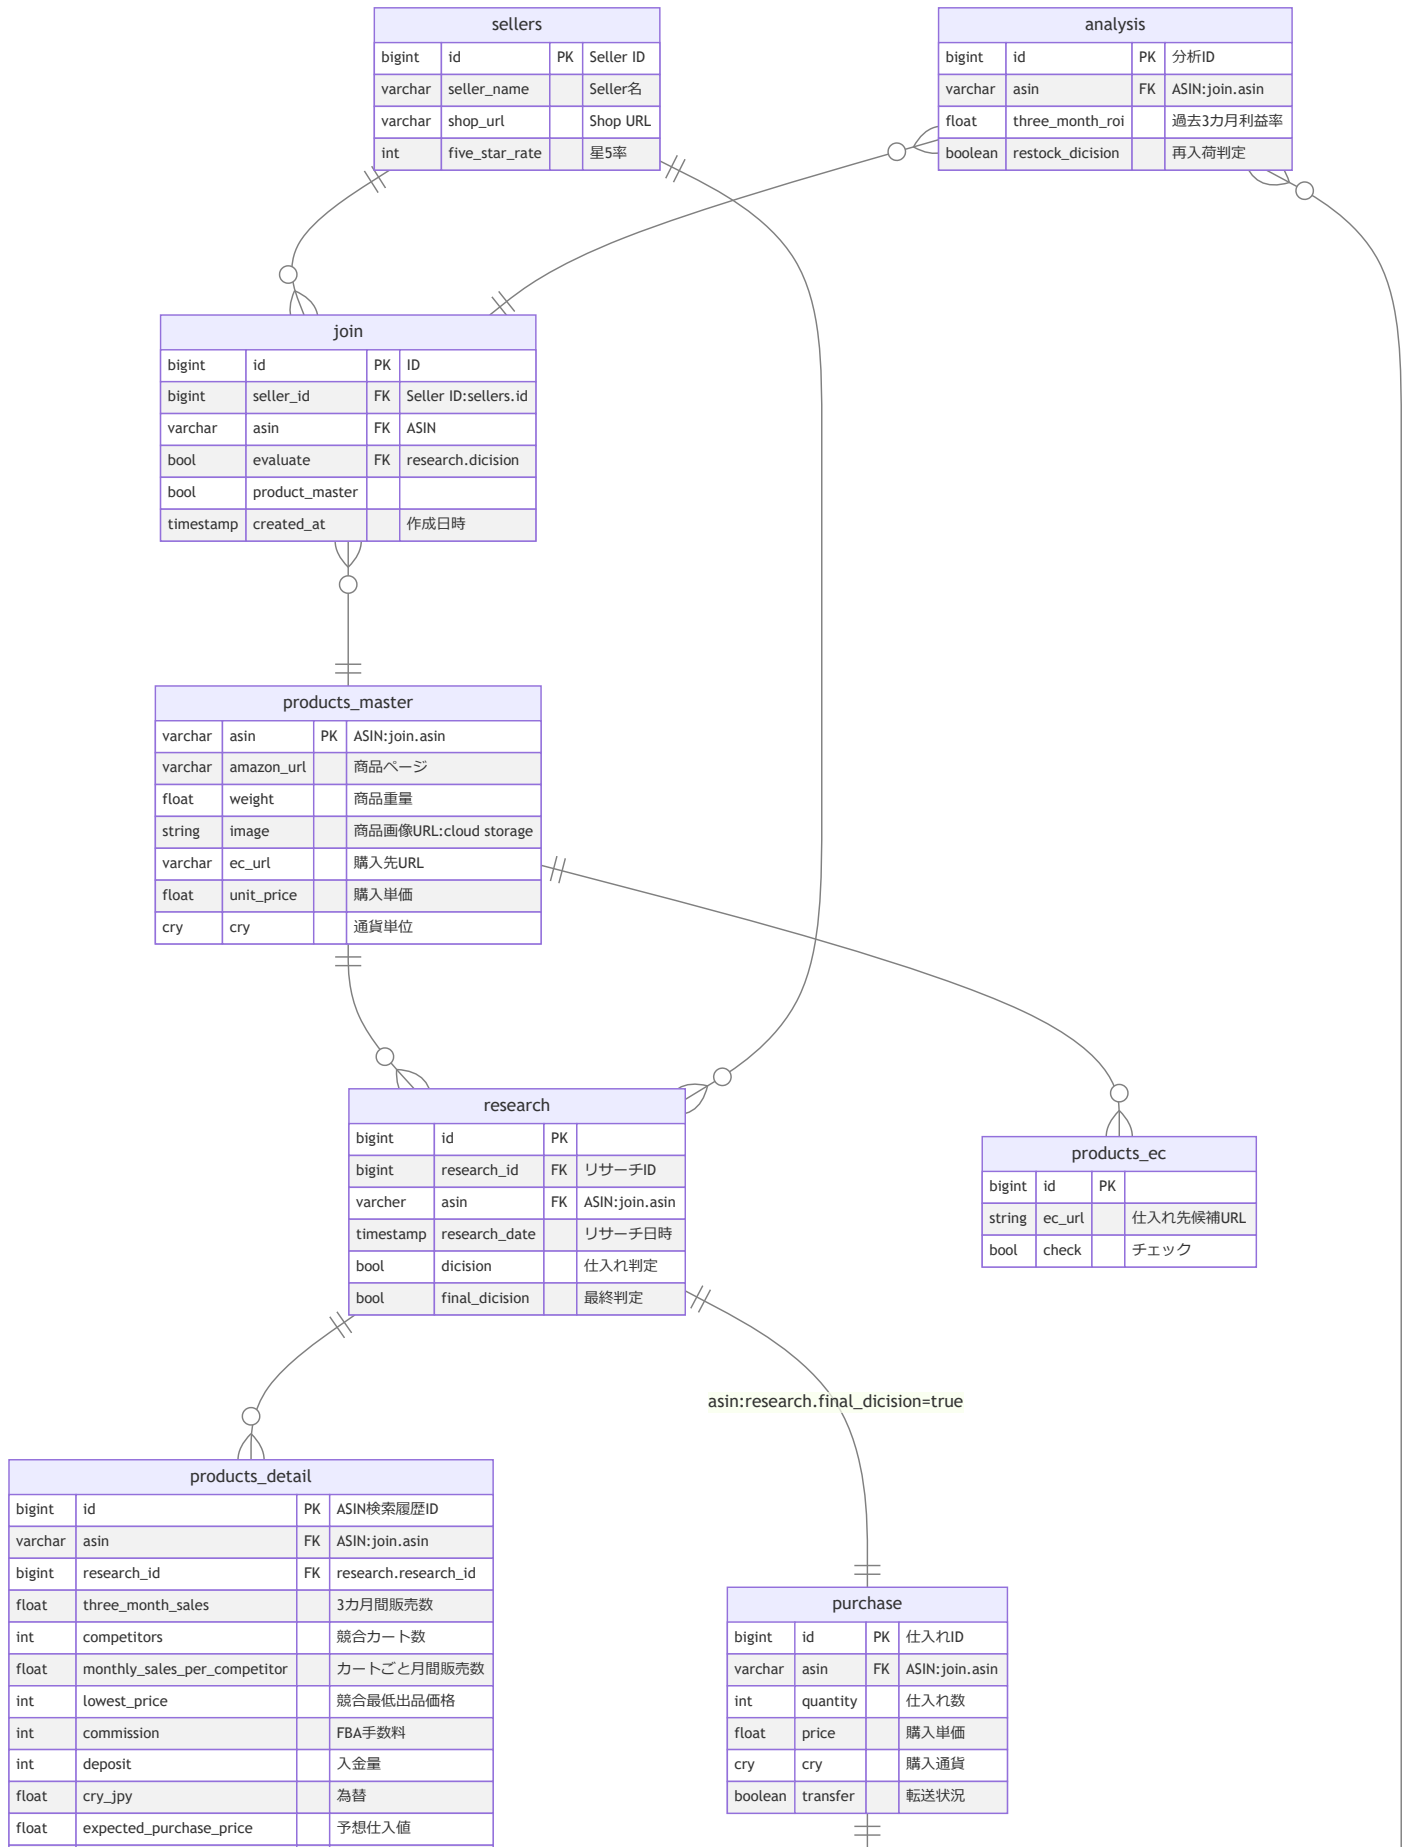 sellers
bigint id PK Seller ID
varchar seller_name Seller名
varchar shop_url Shop URL
int five_star_rate 星5率
analysis
bigint id PK 分析ID
varchar asin FK ASIN:join.asin
float three_month_roi 過去3カ月利益率
boolean restock_dicision 再入荷判定
join
bigint id PK ID
bigint seller_id FK Seller ID:sellers.id
varchar asin FK ASIN
bool evaluate FK research.dicision
bool product_master
timestamp created_at 作成日時
products_master
varchar asin PK ASIN:join.asin
varchar amazon_url 商品ページ
float weight 商品重量
string image 商品画像URL:cloud storage
varchar ec_url 購入先URL
float unit_price 購入単価
cry cry 通貨単位
research
bigint id PK
bigint research_id FK リサーチID
varcher asin FK ASIN:join.asin
timestamp research_date リサーチ日時
bool dicision 仕入れ判定
bool final_dicision 最終判定
products_ec
bigint id PK
string ec_url 仕入れ先候補URL
bool check チェック
asin:research.final_dicision=true
products_detail
bigint id PK ASIN検索履歴ID
varchar asin FK ASIN:join.asin
bigint research_id FK research.research_id
float three_month_sales 3カ月間販売数
int competitors 競合カート数
float monthly_sales_per_competitor カートごと月間販売数
int lowest_price 競合最低出品価格
int commission FBA手数料
int deposit 入金量
float cry_jpy 為替
float expected_purchase_price 予想仕入値
purchase
bigint id PK 仕入れID
varchar asin FK ASIN:join.asin
int quantity 仕入れ数
float price 購入単価
cry cry 購入通貨
boolean transfer 転送状況